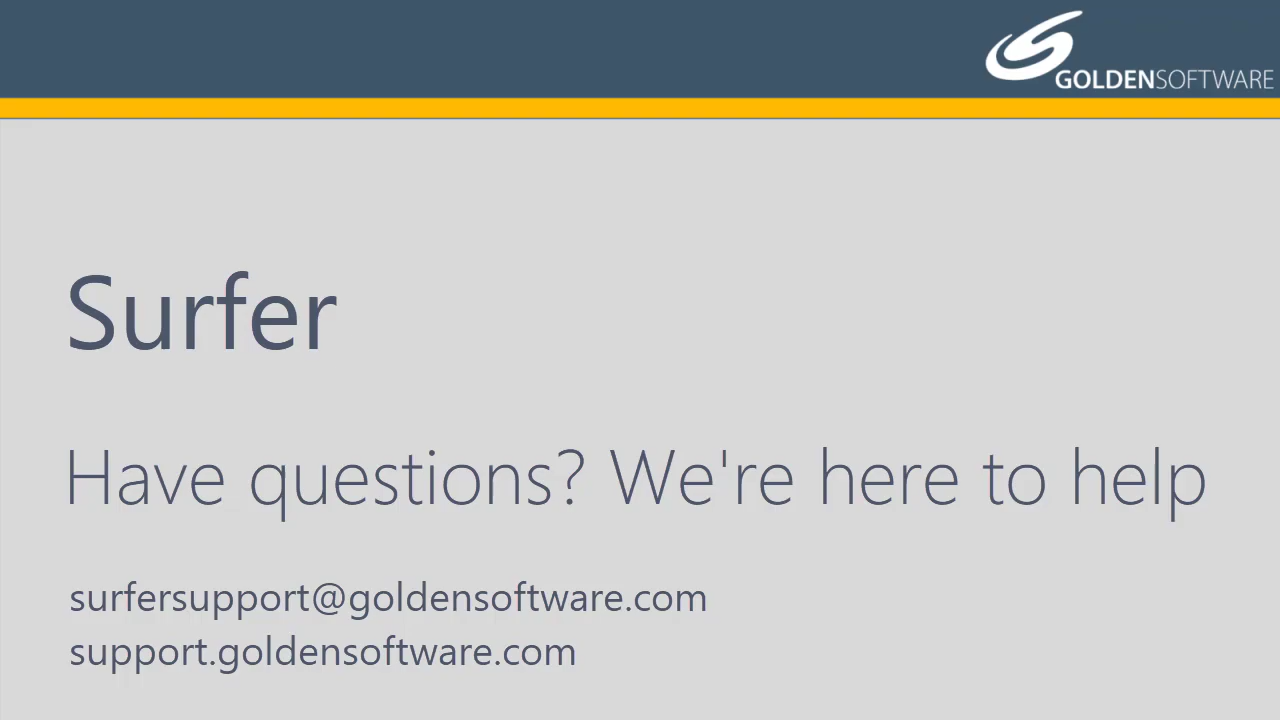 GOLDENSOFTWARE
Surfer
Have questions? We're here to help
surfersupport@goldensoftware.com
support.goldensoftware.com